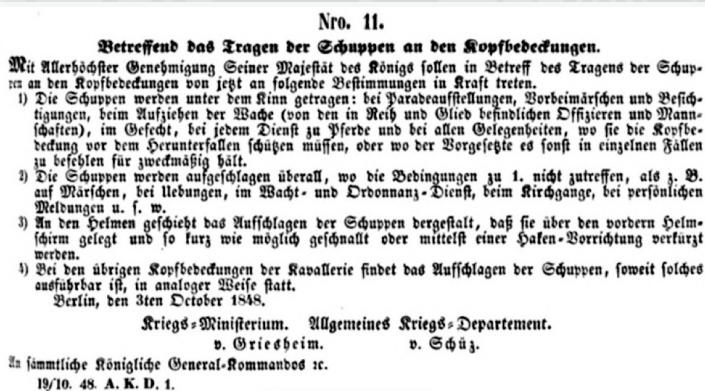 Nro. 11.
Betreffend das Tragen der Schuppen an den Kopfbedeckungen.
Mit Allerhöchster Genehmigung Seiner Majestät des Königs sollen in Betreff des Tragens der Schup-
pen an den Kopfbedeckungen von jetzt an folgende Bestimmungen in Kraft treten.
1) Die Schuppen werden unter dem Kinn getragen: bei Paradeaufstellungen, Vorbeimärschen und Besich-
tigungen, beim Aufziehen der Wache (von den in Reih und Glied befindlichen Offizieren und Mann-
schaften), im Gefecht, bei jedem Dienst zu Pferde und bei allen Gelegenheiten, wo sie die Kopfbe-
deckung vor dem Herunterfallen schützen müssen, oder wo der Vorgesetzte es sonst in einzelnen Fällen
zu befehlen für zweckmäßig hält.
2) Die Schuppen werden aufgeschlagen überall, wo die Bedingungen zu 1. nicht zutreffen, als z. B.
auf Märschen, bei Uebungen, im Wacht- und Ordonnanz-Dienst, beim Kirchgange, bei persönlichen
Meldungen u. s. w.
3) An den Helmen geschieht das Aufschlagen der Schuppen dergestalt, daß sie über den vordern Helm-
schirm gelegt und so kurz wie möglich geschnallt oder mittelst einer Haken-Vorrichtung verkürzt
werden.
4) Bei den übrigen Kopfbedeckungen der Kavallerie findet das Aufschlagen der Schuppen, soweit solches
ausführbar ist, in analoger Weise statt.
Berlin, den 3ten October 1848.
Kriegs-Ministerium. Allgemeines Kriegs-Departement.
v. Griesheim. v. Schüz.
An sämmtliche Königliche General-Kommandos ꝛc.
19/10. 48. A. K. D. 1.